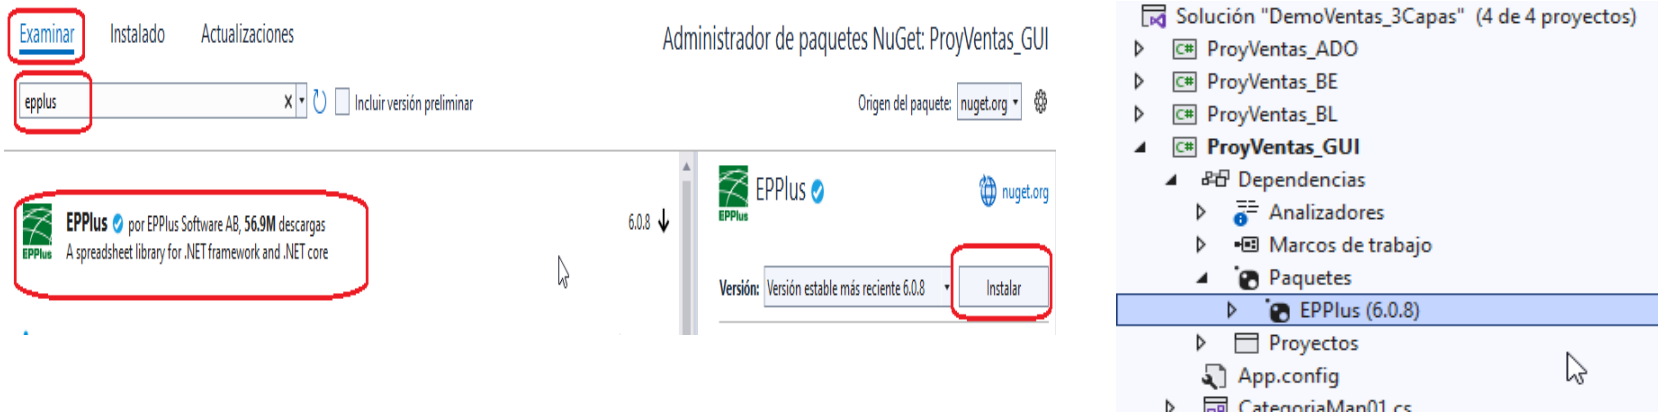 Examinar Instalado Actualizaciones
Administrador de paquetes NuGet: ProyVentas_GUI
epplus
Incluir versión preliminar
Origen del paquete: nuget.org
EPPlus
EPPlus por EPPlus Software AB, 56.9M descargas
A spreadsheet library for .NET framework and .NET core
6.0.8
EPPlus
EPPlus
nuget.org
Versión: Versión estable más reciente 6.0.8
Instalar
Solución "DemoVentas_3Capas" (4 de 4 proyectos)
C# ProyVentas_ADO
C# ProyVentas_BE
C# ProyVentas_BL
C# ProyVentas_GUI
Dependencias
Analizadores
Marcos de trabajo
Paquetes
EPPlus (6.0.8)
Proyectos
App.config
CategoriaMan01.cs